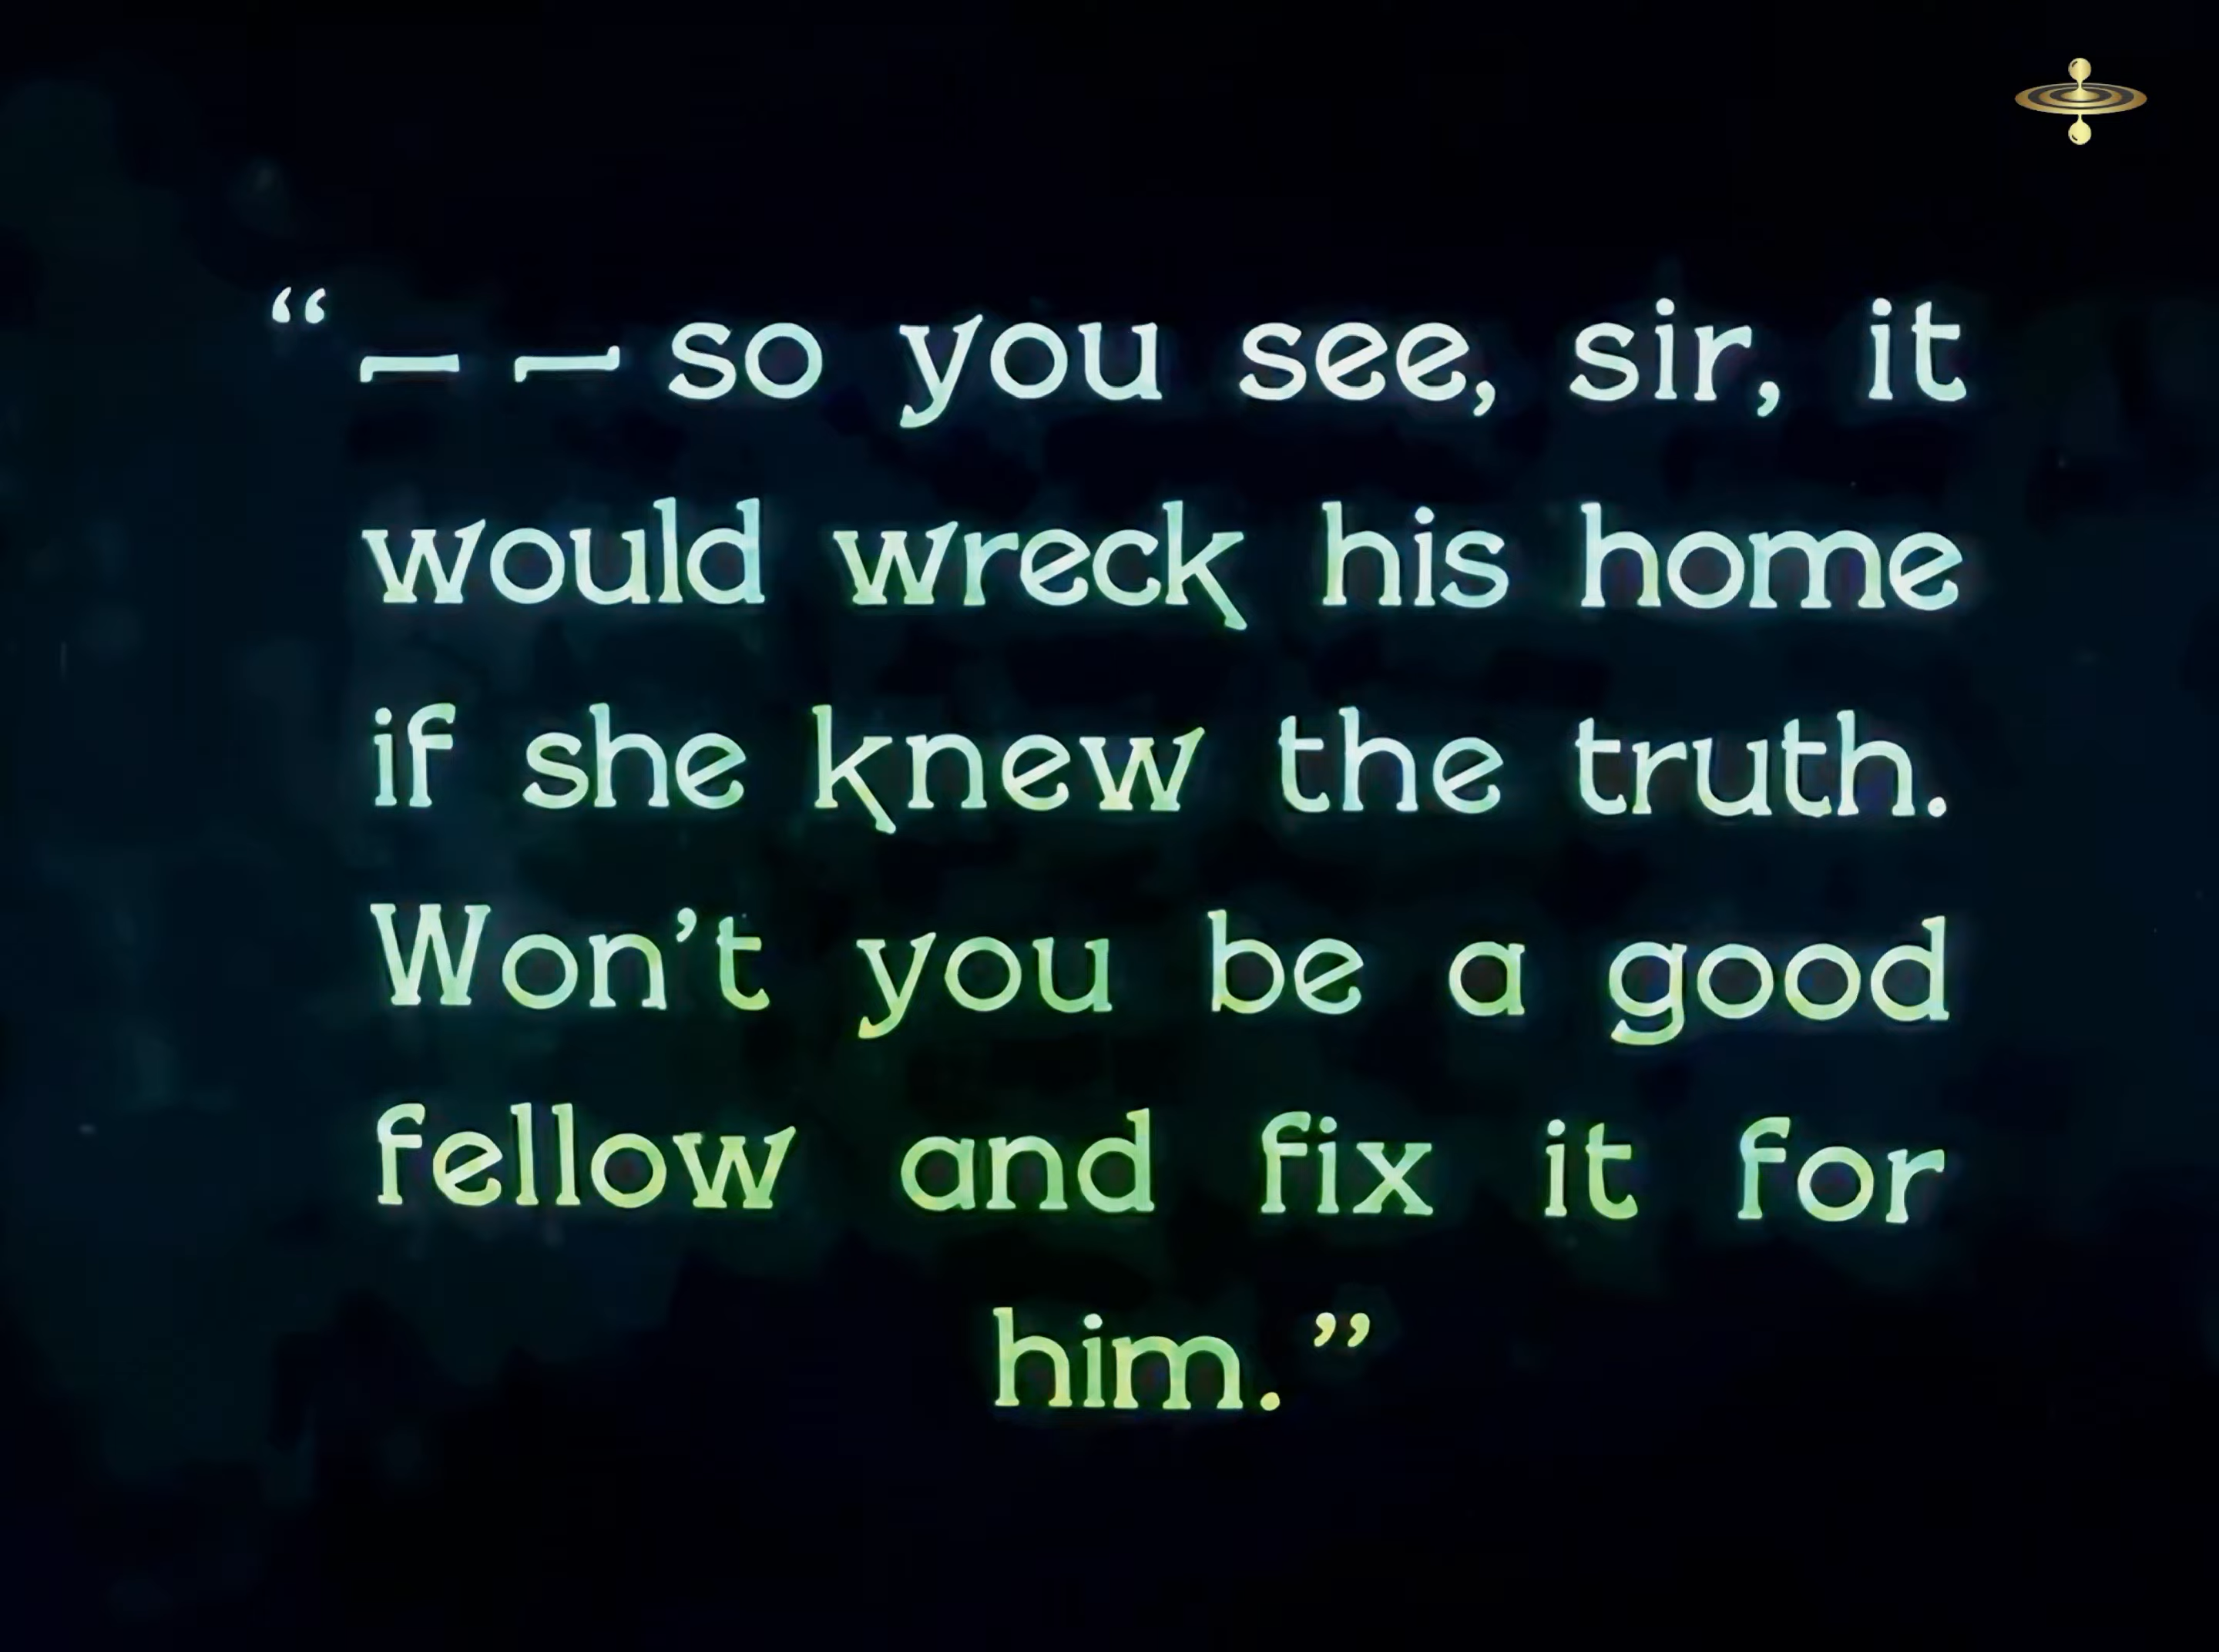 “— — so you see, sir, it
would wreck his home
if she knew the truth.
Won’t you be a good
fellow and fix it for
him.”